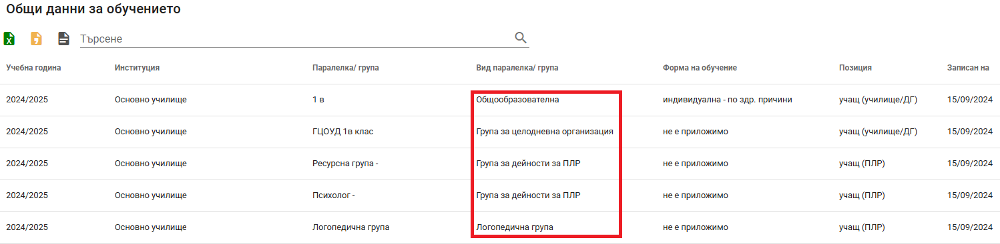 Общи данни за обучението
Търсене
Учебна година Институция Паралелка/ група Вид паралелка/ група Форма на обучение Позиция Записан на
2024/2025 Основно училище 1 в Общообразователна индивидуална - по здр. причини учащ (училище/ДГ) 15/09/2024
2024/2025 Основно училище ГЦОУД 1в клас Група за целодневна организация не е приложимо учащ (училище/ДГ) 15/09/2024
2024/2025 Основно училище Ресурсна група - Група за дейности за ПЛР не е приложимо учащ (ПЛР) 15/09/2024
2024/2025 Основно училище Психолог - Група за дейности за ПЛР не е приложимо учащ (ПЛР) 15/09/2024
2024/2025 Основно училище Логопедична група Логопедична група не е приложимо учащ (ПЛР) 15/09/2024